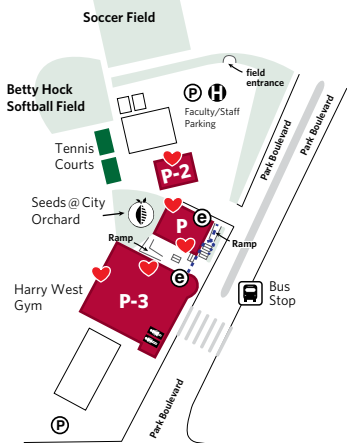 Soccer Field
field
entrance
Betty Hock
Softball Field
P H
Faculty/Staff
Parking
Park Boulevard
Park Boulevard
Tennis
Courts
P-2
Seeds@City
Orchard
P
e
Ramp
Ramp
e
Harry West
Gym
P-3
Bus
Stop
Park Boulevard
P